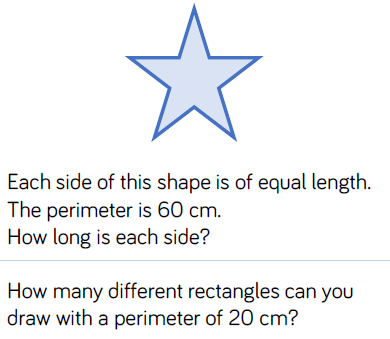 Each side of this shape is of equal length.
The perimeter is 60 cm.
How long is each side?
How many different rectangles can you
draw with a perimeter of 20 cm?